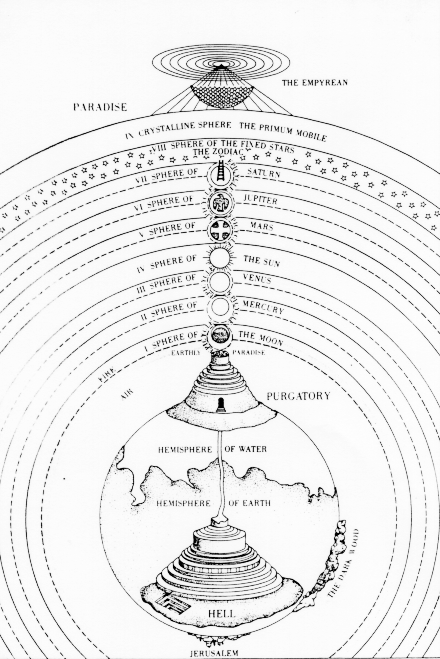 THE EMPYREAN
PARADISE
IX CRYSTALLINE SPHERE THE PRIMUM MOBILE
VIII SPHERE OF THE FIXED STARS
THE ZODIAC
VII SPHERE OF SATURN
VI SPHERE OF JUPITER
V SPHERE OF MARS
IV SPHERE OF THE SUN
III SPHERE OF VENUS
II SPHERE OF MERCURY
I SPHERE OF THE MOON
EARTHLY PARADISE
FIRE
AIR
PURGATORY
HEMISPHERE OF WATER
HEMISPHERE OF EARTH
THE DARK WOOD
HELL
JERUSALEM